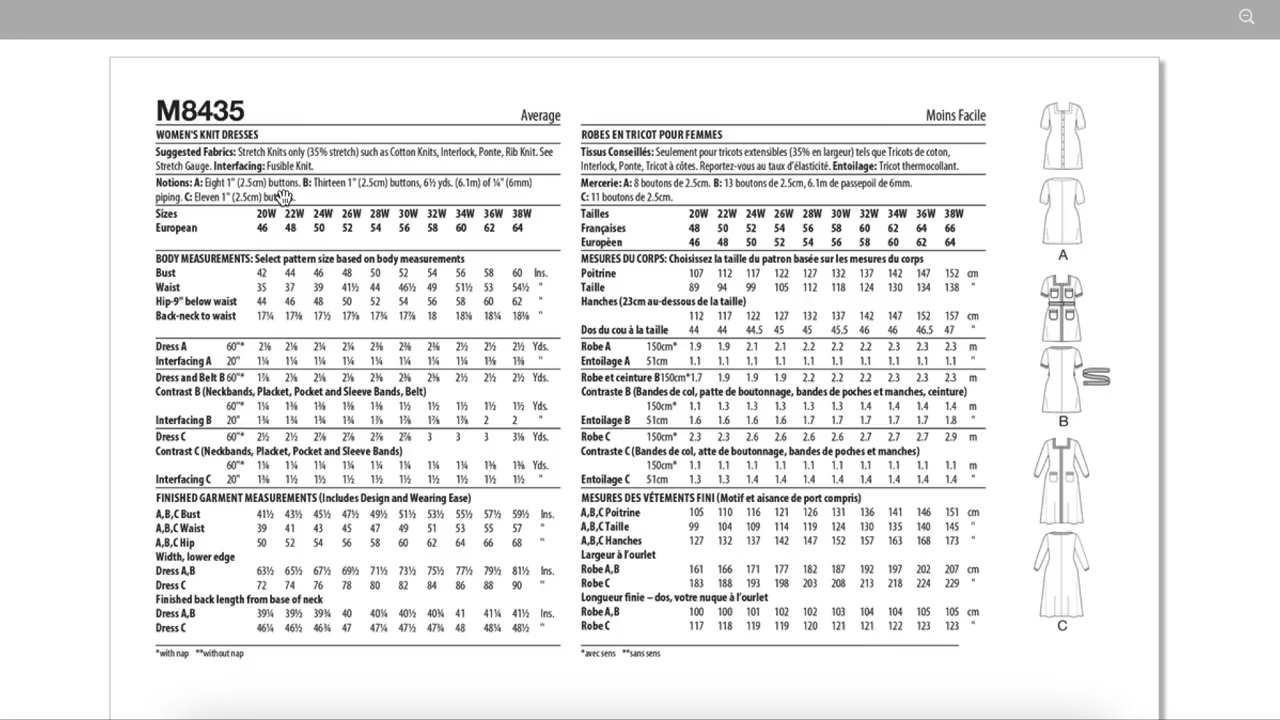 M8435
Average
WOMEN'S KNIT DRESSES
Suggested Fabrics: Stretch Knits only (35% stretch) such as Cotton Knits, Interlock, Ponte, Rib Knit. See
Stretch Gauge. Interfacing: Fusible Knit.
Notions: A: Eight 1" (2.5cm) buttons. B: Thirteen 1" (2.5cm) buttons, 6½ yds. (6.1m) of ¼" (6mm)
piping. C: Eleven 1" (2.5cm)
Sizes 20W 22W 24W 26W 28W 30W 32W 34W 36W 38W
European 46 48 50 52 54 56 58 60 62 64
BODY MEASUREMENTS: Select pattern size based on body measurements
Bust 42 44 46 48 50 52 54 56 58 60 Ins.
Waist 35 37 39 41½ 44 46½ 49 51½ 53 54½ "
Hip-9" below waist 44 46 48 50 52 54 56 58 60 62 "
Back-neck to waist 17¼ 17⅜ 17½ 17⅝ 17¾ 17⅞ 18 18⅛ 18¼ 18⅜ "
Dress A 60"* 2⅛ 2⅛ 2¼ 2¼ 2⅜ 2⅜ 2⅜ 2½ 2½ 2½ Yds.
Interfacing A 20" 1¼ 1¼ 1¼ 1¼ 1¼ 1¼ 1¼ 1¼ 1⅜ 1⅜ "
Dress and Belt B 60"* 1⅞ 2⅛ 2⅛ 2⅛ 2⅜ 2⅜ 2⅜ 2½ 2½ 2½ Yds.
Contrast B (Neckbands, Placket, Pocket and Sleeve Bands, Belt)
60"* 1¼ 1⅜ 1⅜ 1⅜ 1⅜ 1½ 1½ 1½ 1½ 1½ Yds.
Interfacing B 20" 1¾ 1¾ 1¾ 1¾ 1⅞ 1⅞ 1⅞ 1⅞ 2 2 "
Dress C 60"* 2½ 2½ 2⅞ 2⅞ 2⅞ 2⅞ 3 3 3 3⅛ Yds.
Contrast C (Neckbands, Placket, Pocket and Sleeve Bands)
60"* 1¼ 1¼ 1¼ 1¼ 1¼ 1¼ 1¼ 1¼ 1⅜ 1⅜ Yds.
Interfacing C 20" 1⅜ 1½ 1½ 1½ 1½ 1½ 1½ 1½ 1½ 1½ "
FINISHED GARMENT MEASUREMENTS (Includes Design and Wearing Ease)
A,B,C Bust 41½ 43½ 45½ 47½ 49½ 51½ 53½ 55½ 57½ 59½ Ins.
A,B,C Waist 39 41 43 45 47 49 51 53 55 57 "
A,B,C Hip 50 52 54 56 58 60 62 64 66 68 "
Width, lower edge
Dress A,B 63½ 65½ 67½ 69½ 71½ 73½ 75½ 77½ 79½ 81½ Ins.
Dress C 72 74 76 78 80 82 84 86 88 90 "
Finished back length from base of neck
Dress A,B 39¼ 39½ 39¾ 40 40¼ 40½ 40¾ 41 41¼ 41½ Ins.
Dress C 46¼ 46½ 46¾ 47 47¼ 47½ 47¾ 48 48¼ 48½ "
*with nap **without nap
Moins Facile
ROBES EN TRICOT POUR FEMMES
Tissus Conseillés: Seulement pour tricots extensibles (35% en largeur) tels que Tricots de coton,
Interlock, Ponte, Tricot à côtes. Reportez-vous au taux d'élasticité. Entoilage: Tricot thermocollant.
Mercerie: A: 8 boutons de 2.5cm. B: 13 boutons de 2.5cm, 6.1m de passepoil de 6mm.
C: 11 boutons de 2.5cm.
Tailles 20W 22W 24W 26W 28W 30W 32W 34W 36W 38W
Françaises 48 50 52 54 56 58 60 62 64 66
Europèen 46 48 50 52 54 56 58 60 62 64
MESURES DU CORPS: Choisissez la taille du patron basée sur les mesures du corps
Poitrine 107 112 117 122 127 132 137 142 147 152 cm
Taille 89 94 99 105 112 118 124 130 134 138 "
Hanches (23cm au-dessous de la taille)
112 117 122 127 132 137 142 147 152 157 cm
Dos du cou à la taille 44 44 44.5 45 45 45.5 46 46 46.5 47 "
Robe A 150cm* 1.9 1.9 2.1 2.1 2.2 2.2 2.2 2.3 2.3 2.3 m
Entoilage A 51cm 1.1 1.1 1.1 1.1 1.1 1.1 1.1 1.1 1.1 1.1 "
Robe et ceinture B150cm*1.7 1.9 1.9 1.9 2.2 2.2 2.2 2.3 2.3 2.3 m
Contraste B (Bandes de col, patte de boutonnage, bandes de poches et manches, ceinture)
150cm* 1.1 1.3 1.3 1.3 1.3 1.4 1.4 1.4 1.4 1.4 m
Entoilage B 51cm 1.6 1.6 1.6 1.6 1.7 1.7 1.7 1.7 1.7 1.8 "
Robe C 150cm* 2.3 2.3 2.6 2.6 2.6 2.6 2.7 2.7 2.7 2.9 m
Contraste C (Bandes de col, atte de boutonnage, bandes de poches et manches)
150cm* 1.1 1.1 1.1 1.1 1.1 1.1 1.1 1.1 1.1 1.1 m
Entoilage C 51cm 1.3 1.3 1.4 1.4 1.4 1.4 1.4 1.4 1.4 1.4 "
MESURES DES VÉTEMENTS FINI (Motif et aisance de port compris)
A,B,C Poitrine 105 110 116 121 126 131 136 141 146 151 cm
A,B,C Taille 99 104 109 114 119 124 130 135 140 145 "
A,B,C Hanches 127 132 137 142 147 152 157 163 168 173 "
Largeur à l'ourlet
Robe A,B 161 166 171 177 182 187 192 197 202 207 cm
Robe C 183 188 193 198 203 208 213 218 224 229 "
Longueur finie – dos, votre nuque à l'ourlet
Robe A,B 100 100 101 102 102 103 104 104 105 105 cm
Robe C 117 118 119 119 120 121 121 122 123 123 "
*avec sens **sans sens
A
B
C